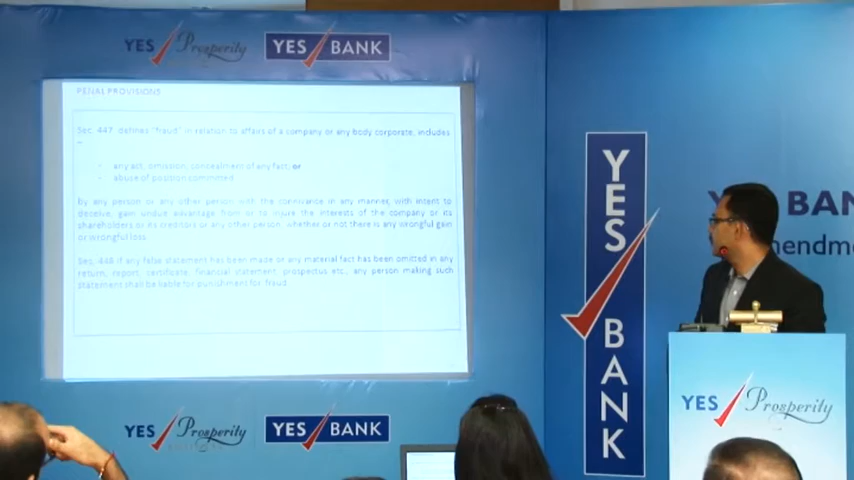 YES Prosperity
YES BANK
PENAL PROVISIONS
Sec. 447 defines "fraud" in relation to affairs of a company or any body corporate, includes
–
- any act, omission, concealment of any fact; or
- abuse of position committed
by any person or any other person with the connivance in any manner, with intent to
deceive, gain undue advantage from or to injure the interests of the company or its
shareholders or its creditors or any other person, whether or not there is any wrongful gain
or wrongful loss
Sec. 448 if any false statement has been made or any material fact has been omitted in any
return, report, certificate, financial statement, prospectus etc., any person making such
statement shall be liable for punishment for fraud
YES Prosperity
YES BANK
YES BANK
YES BAN
mendm
YES Prosperity